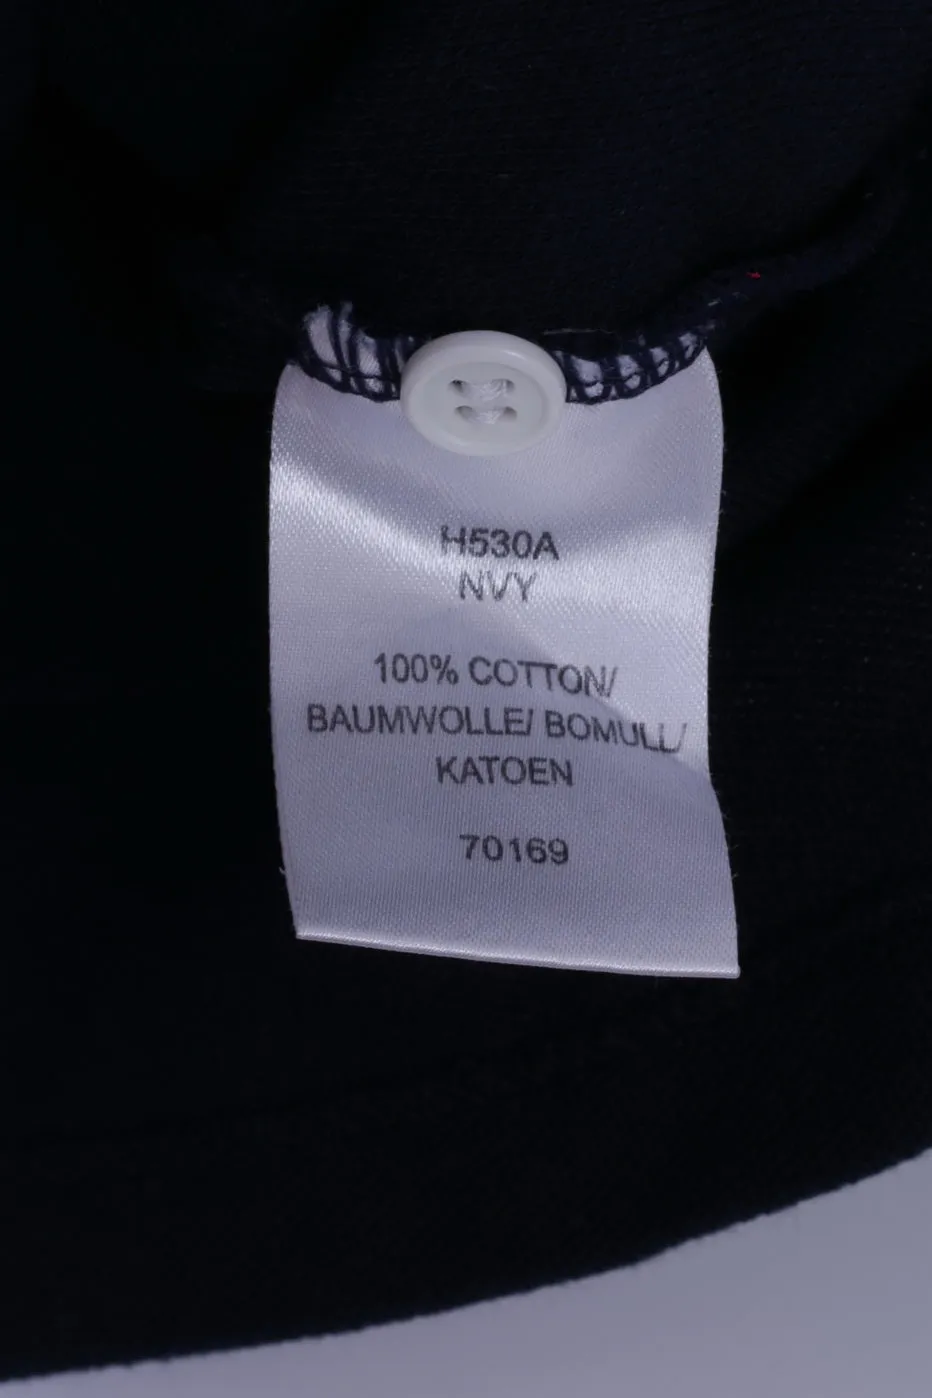 H530A
NVY
100% COTTON/
BAUMWOLLE/ BOMULL/
KATOEN
70169